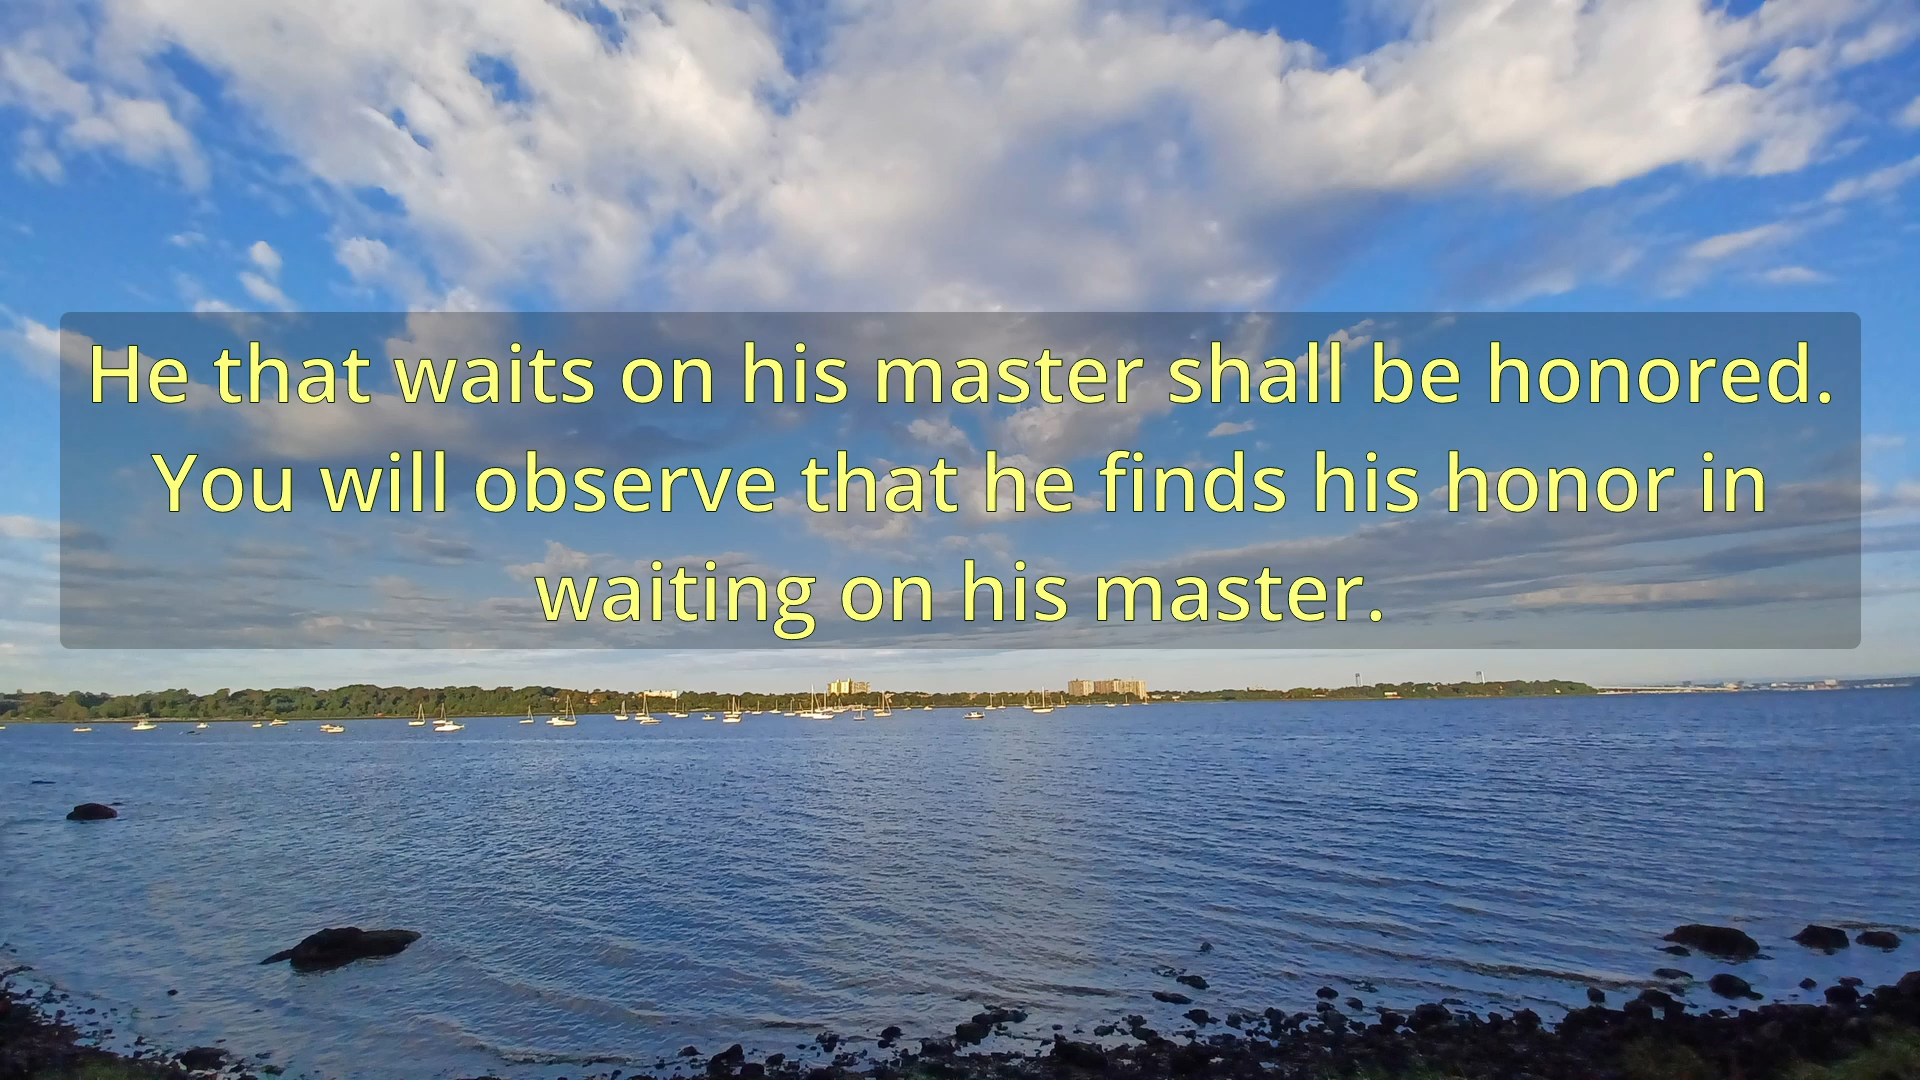 He that waits on his master shall be honored.
You will observe that he finds his honor in
waiting on his master.